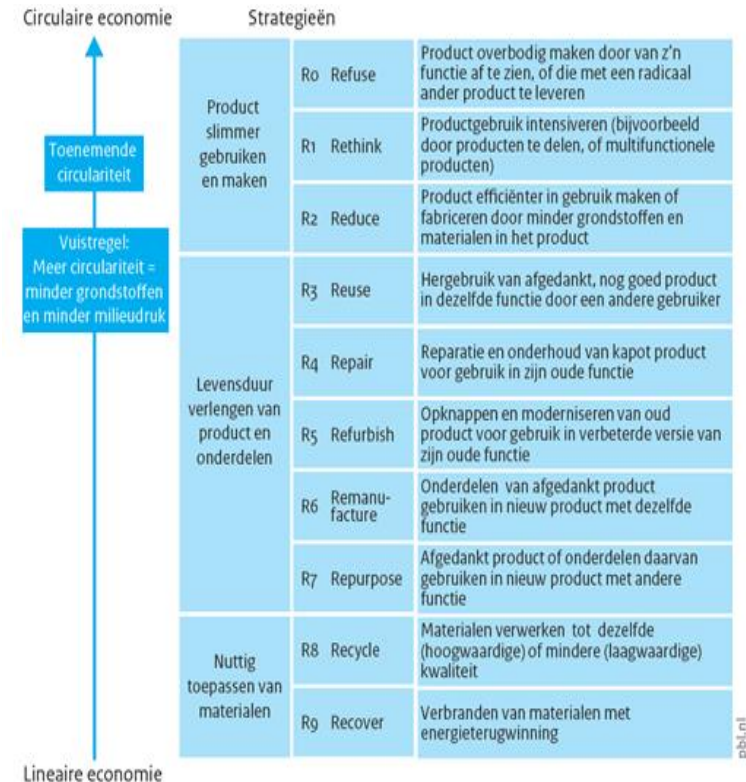 Circulaire economie
Strategieën
Toenemende
circulariteit
Vuistregel:
Meer circulariteit =
minder grondstoffen
en minder milieudruk
Lineaire economie
Product
slimmer
gebruiken
en maken
R0 Refuse
Product overbodig maken door van z'n
functie af te zien, of die met een radicaal
ander product te leveren
R1 Rethink
Productgebruik intensiveren (bijvoorbeeld
door producten te delen, of multifunctionele
producten)
R2 Reduce
Product efficiënter in gebruik maken of
fabriceren door minder grondstoffen en
materialen in het product
Levensduur
verlengen van
product en
onderdelen
R3 Reuse
Hergebruik van afgedankt, nog goed product
in dezelfde functie door een andere gebruiker
R4 Repair
Reparatie en onderhoud van kapot product
voor gebruik in zijn oude functie
R5 Refurbish
Opknappen en moderniseren van oud
product voor gebruik in verbeterde versie van
zijn oude functie
R6 Remanu-
facture
Onderdelen van afgedankt product
gebruiken in nieuw product met dezelfde
functie
R7 Repurpose
Afgedankt product of onderdelen daarvan
gebruiken in nieuw product met andere
functie
Nuttig
toepassen van
materialen
R8 Recycle
Materialen verwerken tot dezelfde
(hoogwaardige) of mindere (laagwaardige)
kwaliteit
R9 Recover
Verbranden van materialen met
energieterugwinning
pbl.nl